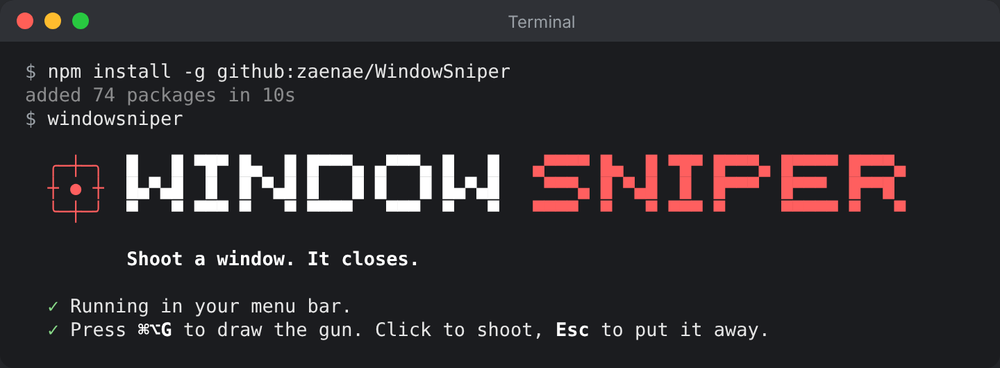 Terminal
$ npm install -g github:zaenae/WindowSniper
added 74 packages in 10s
$ windowsniper
WINDOW SNIPER
Shoot a window. It closes.
✓ Running in your menu bar.
✓ Press ⌘⌥G to draw the gun. Click to shoot, Esc to put it away.